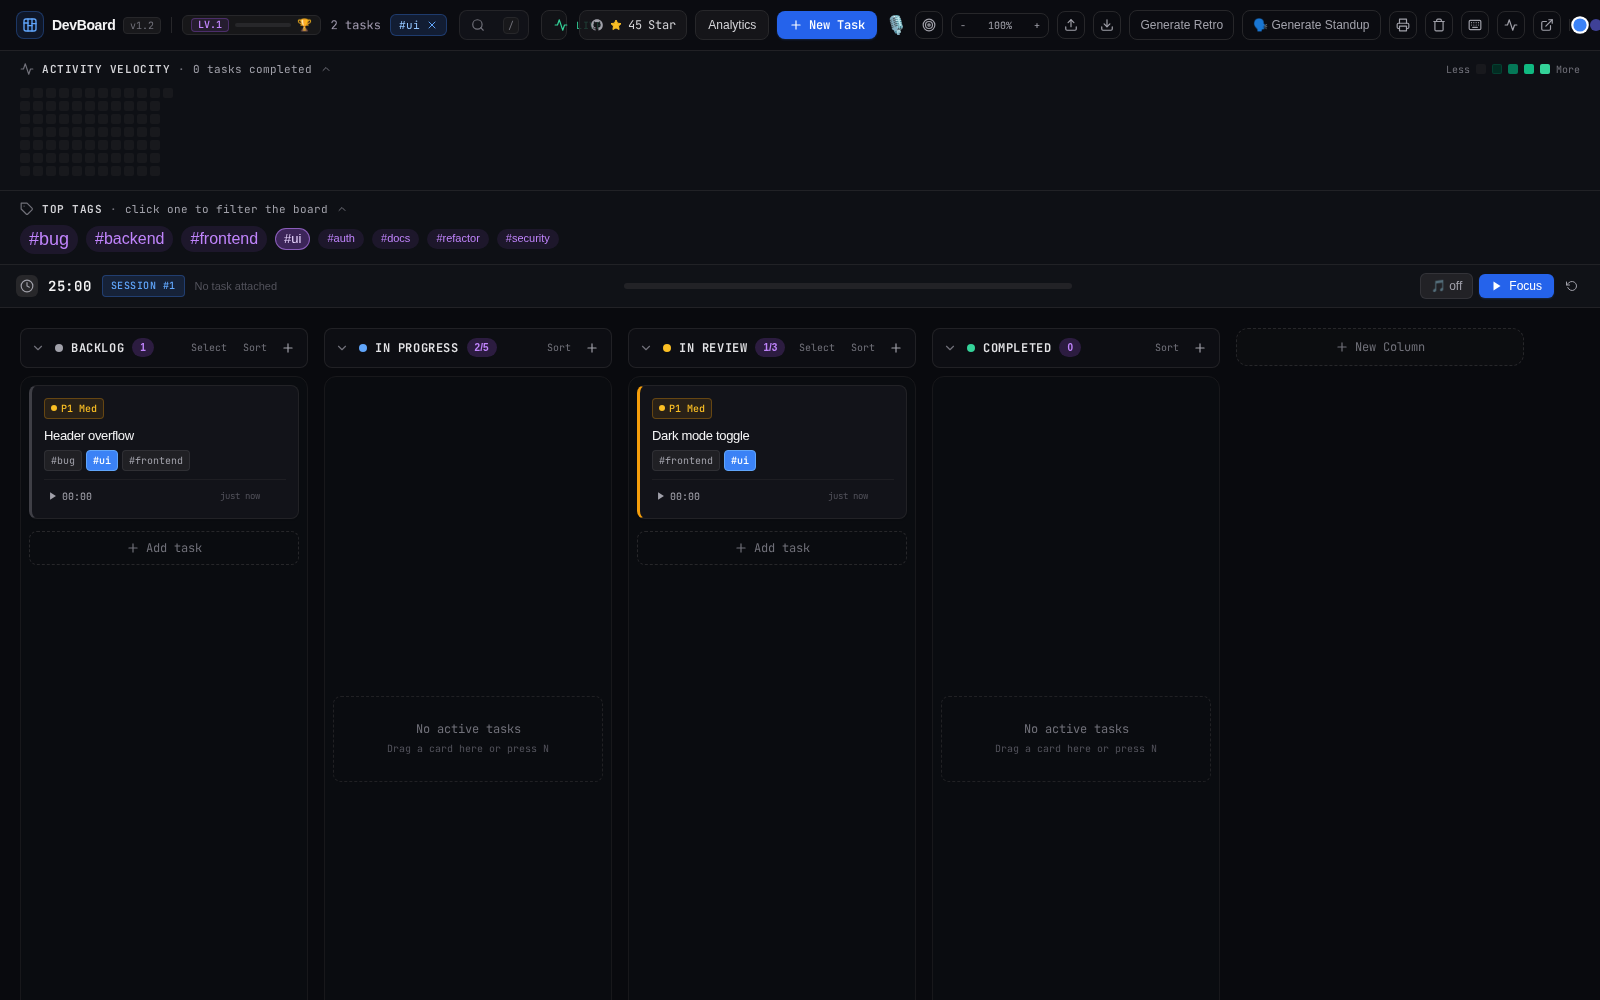 DevBoard v1.2 LV.1 🏆 2 tasks #ui / 45 Star Analytics New Task - 100% + Generate Retro Generate Standup
ACTIVITY VELOCITY · 0 tasks completed Less More
TOP TAGS · click one to filter the board
#bug #backend #frontend #ui #auth #docs #refactor #security
25:00 SESSION #1 No task attached off Focus
BACKLOG 1 Select Sort
IN PROGRESS 2/5 Sort
IN REVIEW 1/3 Select Sort
COMPLETED 0 Sort
New Column
P1 Med
Header overflow
#bug #ui #frontend
00:00 just now
Add task
No active tasks
Drag a card here or press N
P1 Med
Dark mode toggle
#frontend #ui
00:00 just now
Add task
No active tasks
Drag a card here or press N